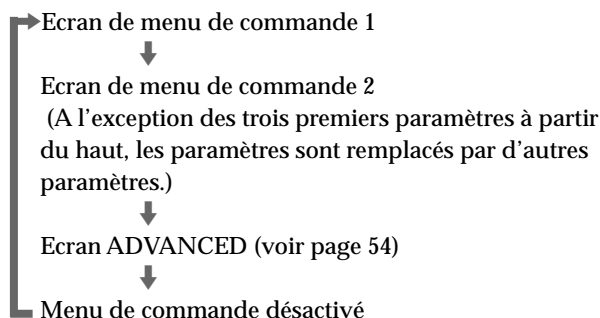 Ecran de menu de commande 1
Ecran de menu de commande 2
(A l'exception des trois premiers paramètres à partir
du haut, les paramètres sont remplacés par d'autres
paramètres.)
Ecran ADVANCED (voir page 54)
Menu de commande désactivé